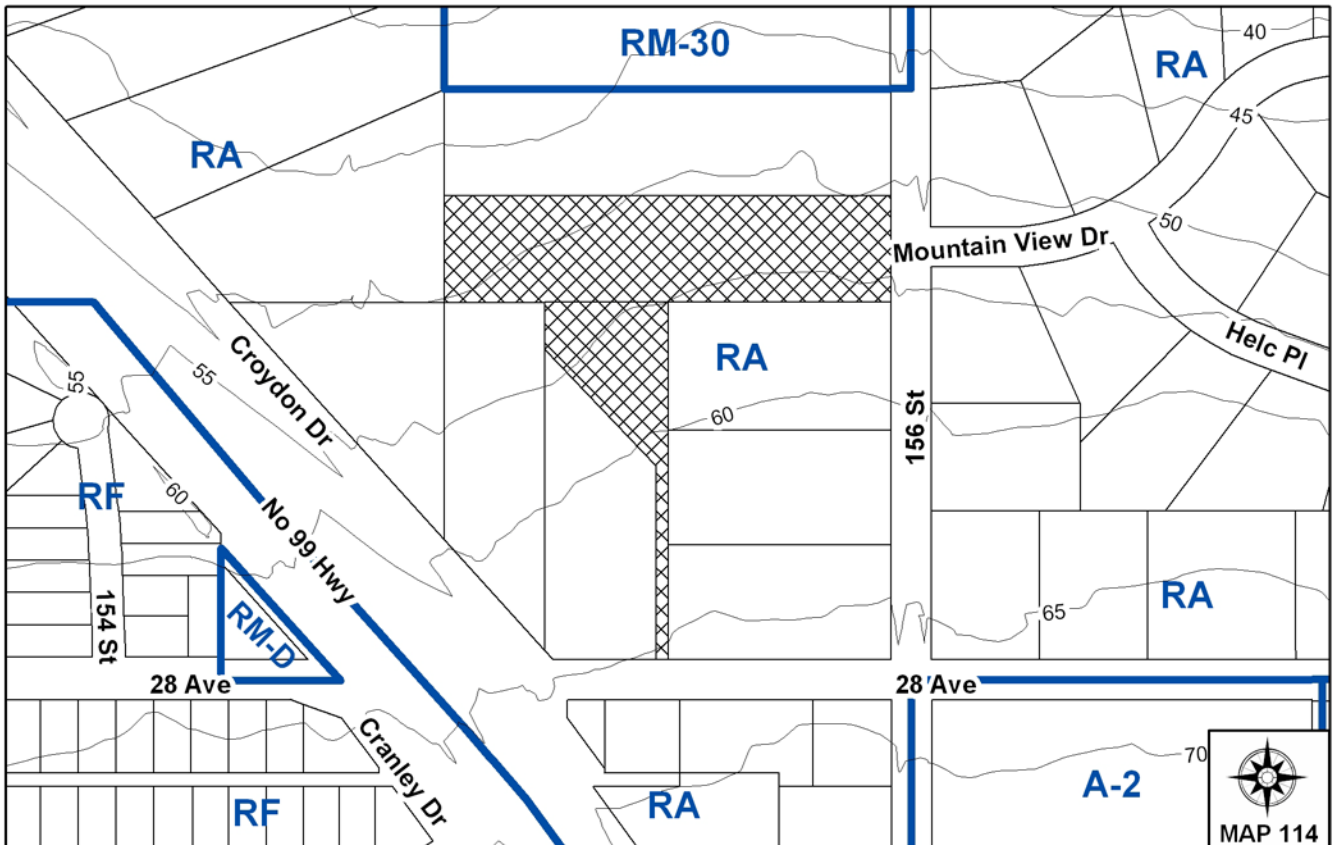 RM-30
40
RA
45
RA
50
Mountain View Dr
Helc Pl
Croydon Dr
RA
55
55
60
156 St
60
RF
No 99 Hwy
154 St
RM-D
65
RA
28 Ave
28 Ave
Cranley Dr
70
A-2
RF
RA
MAP 114